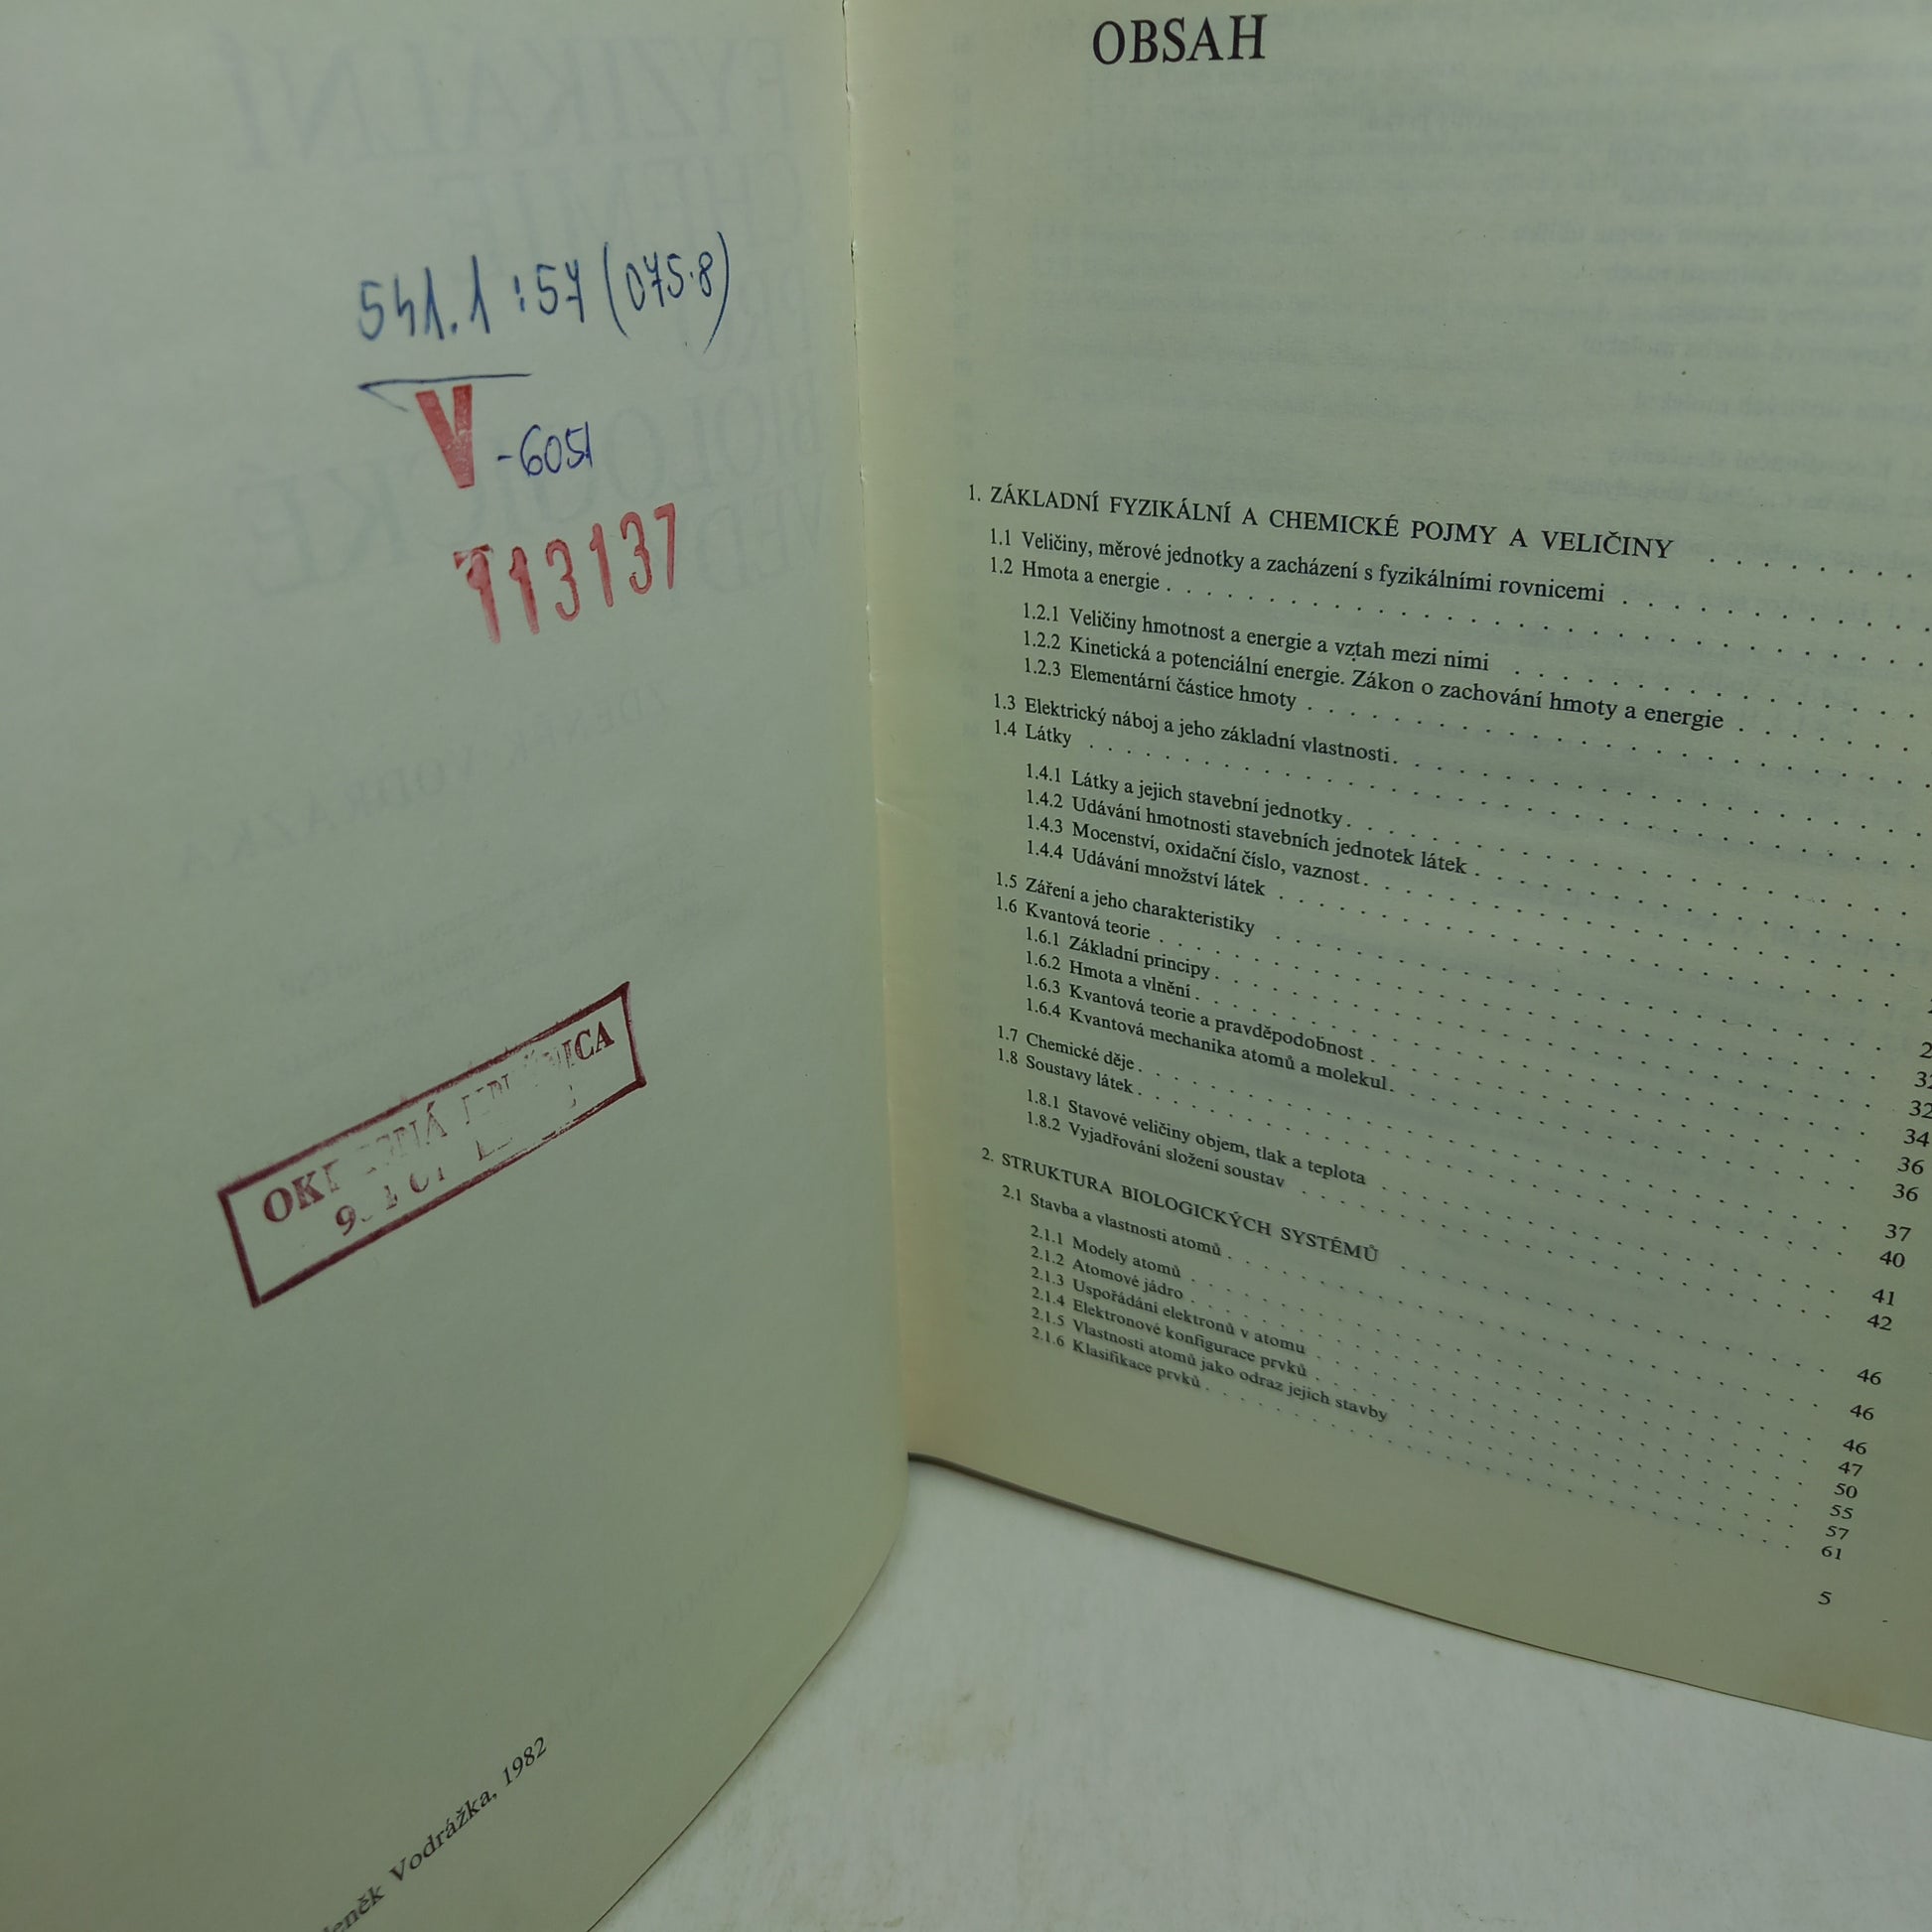 541.1:57(075.8)
V -6051
113137
9.
Zdeněk Vodrážka, 1982
OBSAH
1. ZÁKLADNÍ FYZIKÁLNÍ A CHEMICKÉ POJMY A VELIČINY
1.1 Veličiny, měrové jednotky a zacházení s fyzikálními rovnicemi
1.2 Hmota a energie
1.2.1 Veličiny hmotnost a energie a vztah mezi nimi
1.2.2 Kinetická a potenciální energie. Zákon o zachování hmoty a energie
1.2.3 Elementární částice hmoty
1.3 Elektrický náboj a jeho základní vlastnosti
1.4 Látky
1.4.1 Látky a jejich stavební jednotky
1.4.2 Udávání hmotnosti stavebních jednotek látek
1.4.3 Mocenství, oxidační číslo, vaznost
1.4.4 Udávání množství látek
1.5 Záření a jeho charakteristiky
1.6 Kvantová teorie
1.6.1 Základní principy
1.6.2 Hmota a vlnění
1.6.3 Kvantová teorie a pravděpodobnost
1.6.4 Kvantová mechanika atomů a molekul
1.7 Chemické děje
1.8 Soustavy látek
1.8.1 Stavové veličiny objem, tlak a teplota
1.8.2 Vyjadřování složení soustav
2. STRUKTURA BIOLOGICKÝCH SYSTÉMŮ
2.1 Stavba a vlastnosti atomů
2.1.1 Modely atomů
2.1.2 Atomové jádro
2.1.3 Uspořádání elektronů v atomu
2.1.4 Elektronové konfigurace prvků
2.1.5 Vlastnosti atomů jako odraz jejich stavby
2.1.6 Klasifikace prvků
32
34
36
36
37
40
41
42
46
46
46
47
50
55
57
61
5